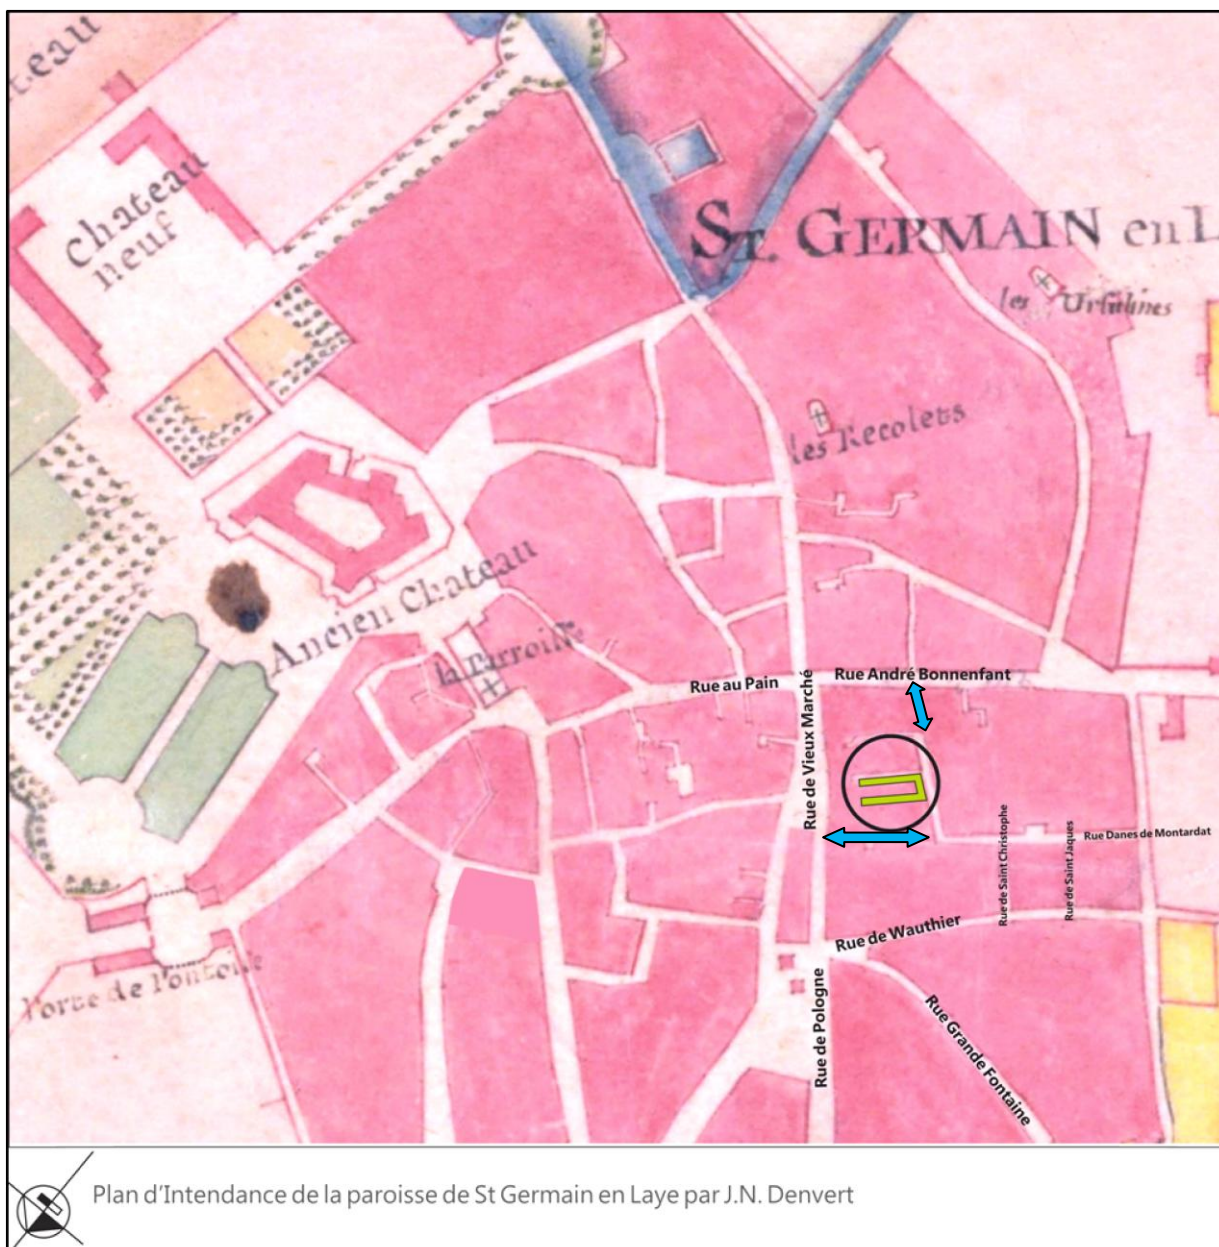 teau
Chateau
neuf
ST. GERMAIN en L
les Ursulines
les Recolets
Ancien Chateau
la Parroisse
Rue au Pain
Rue André Bonnenfant
Rue de Vieux Marché
Rue de Saint Christophe
Rue de Saint Jaques
Rue Danes de Montardat
Rue de Wauthier
Porte de Pontoise
Rue de Pologne
Rue Grande Fontaine
Plan d'Intendance de la paroisse de St Germain en Laye par J.N. Denvert